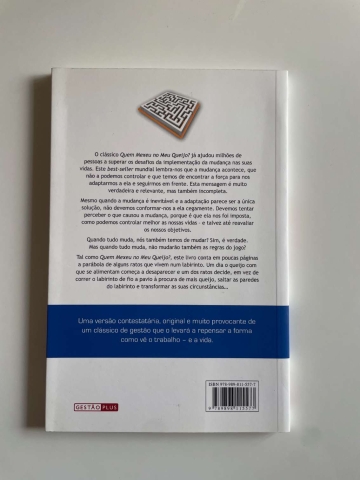 O clássico Quem Mexeu no Meu Queijo? já ajudou milhões de
pessoas a superar os desafios da implementação da mudança nas suas
vidas. Este best-seller mundial lembra-nos que a mudança acontece, que
não a podemos controlar e que temos de encontrar a força para nos
adaptarmos a ela e seguirmos em frente. Esta mensagem é muito
verdadeira e relevante, mas também incompleta.
Mesmo quando a mudança é inevitável e a adaptação parece ser a única
solução, não devemos conformar-nos a ela cegamente. Devemos tentar
perceber o que causou a mudança, porque é que ela nos foi imposta,
como podemos controlar melhor as nossas vidas - e talvez até reavaliar
os nossos objetivos.
Quando tudo muda, nós também temos de mudar? Sim, é verdade.
Mas quando tudo muda, não mudarão também as regras do jogo?
Tal como Quem Mexeu no Meu Queijo?, este livro conta em poucas páginas
a parábola de alguns ratos que vivem num labirinto. Um dia o queijo com
que se alimentam começa a desaparecer e um dos ratos decide, em vez de
correr o labirinto de fio a pavio à procura de mais queijo, saltar as paredes
do labirinto e transformar as suas circunstâncias...
Uma versão contestatária, original e muito provocante de
um clássico de gestão que o levará a repensar a forma
como vê o trabalho – e a vida.
ISBN 978-989-811-537-7
9 789898 115377
GESTÃO PLUS